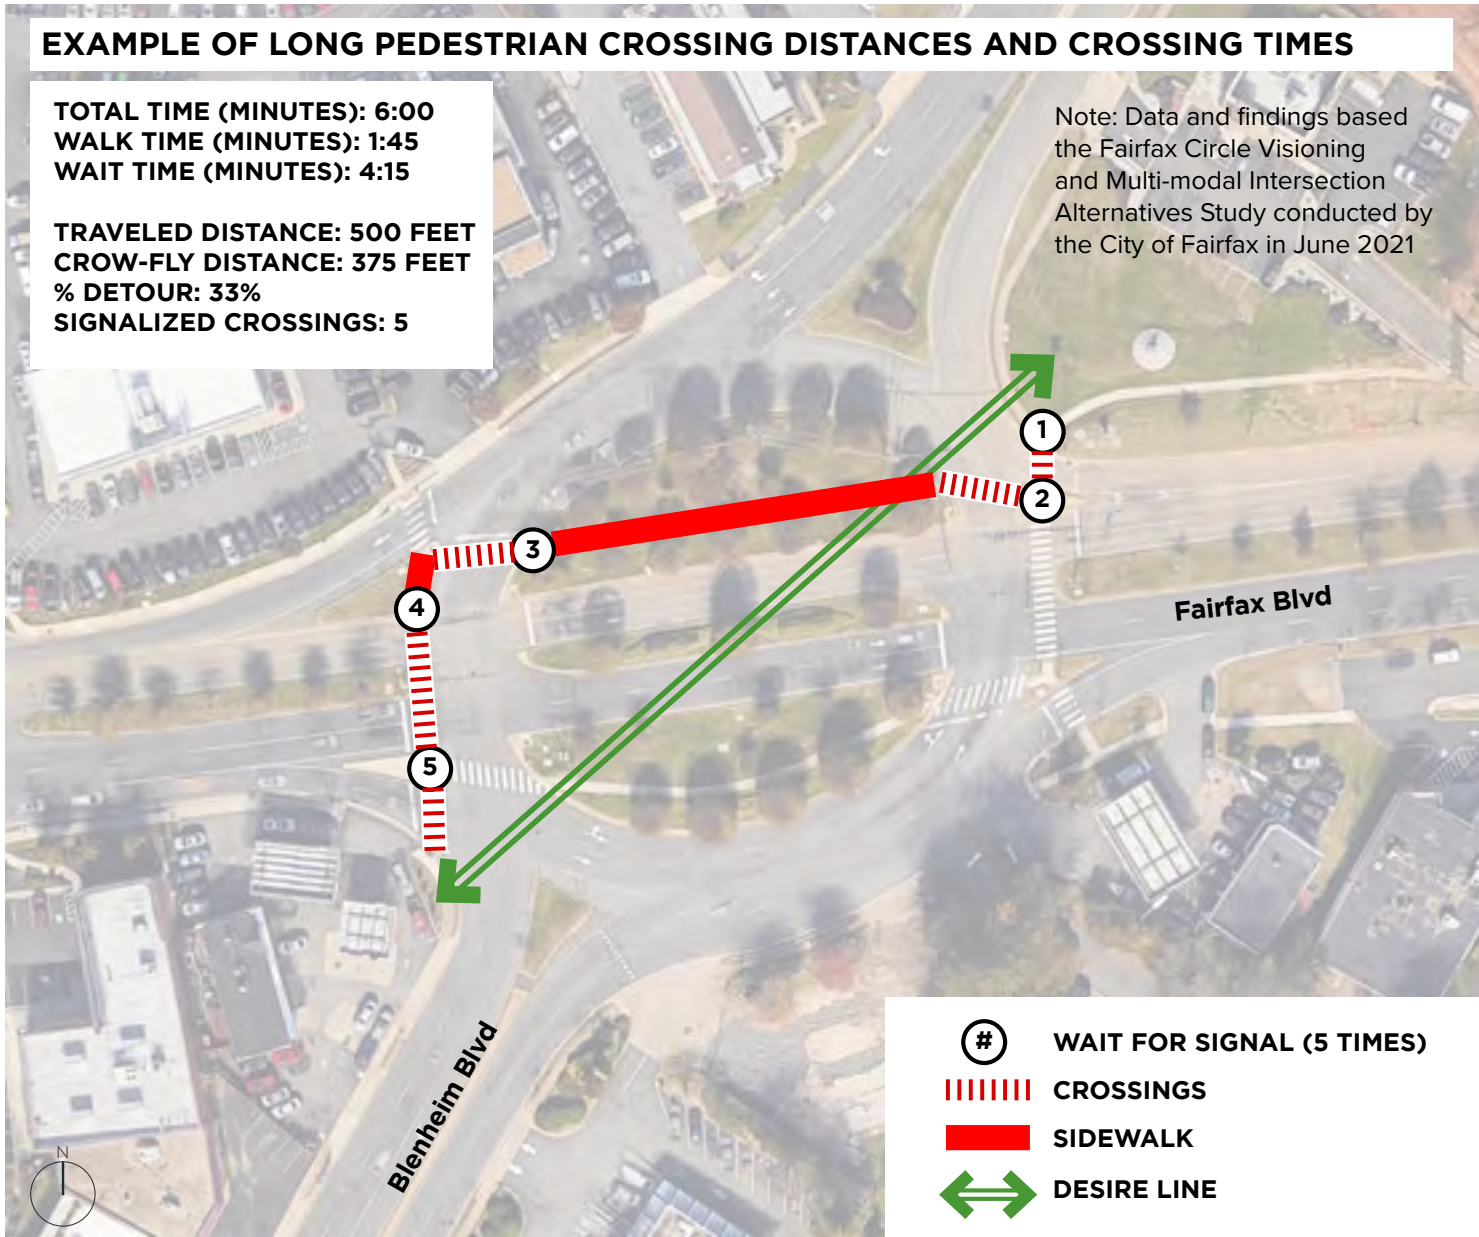 EXAMPLE OF LONG PEDESTRIAN CROSSING DISTANCES AND CROSSING TIMES
TOTAL TIME (MINUTES): 6:00
WALK TIME (MINUTES): 1:45
WAIT TIME (MINUTES): 4:15
TRAVELED DISTANCE: 500 FEET
CROW-FLY DISTANCE: 375 FEET
% DETOUR: 33%
SIGNALIZED CROSSINGS: 5
Note: Data and findings based
the Fairfax Circle Visioning
and Multi-modal Intersection
Alternatives Study conducted by
the City of Fairfax in June 2021
1
2
3
4
5
Fairfax Blvd
Blenheim Blvd
N
# WAIT FOR SIGNAL (5 TIMES)
CROSSINGS
SIDEWALK
DESIRE LINE